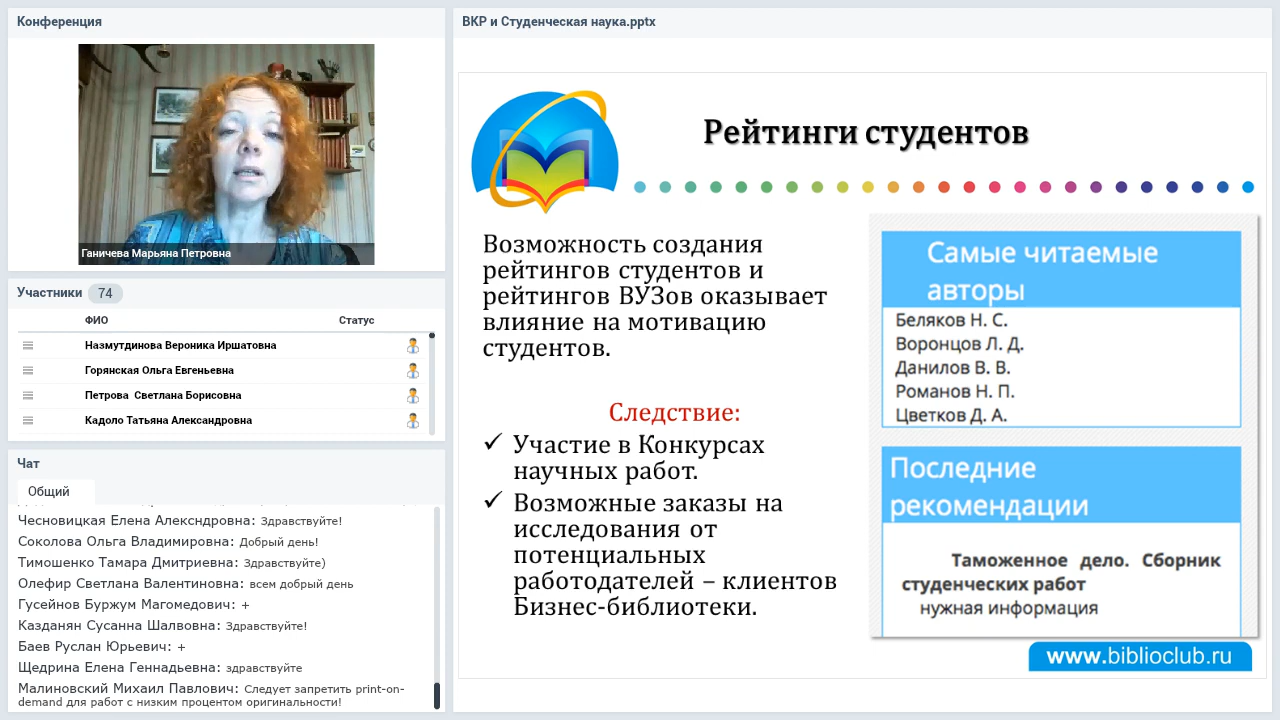 Конференция
Ганичева Марьяна Петровна
Участники 74
ФИО Статус
Назмутдинова Вероника Иршатовна
Горянская Ольга Евгеньевна
Петрова Светлана Борисовна
Кадоло Татьяна Александровна
Чат
Общий
Чесновицкая Елена Алексндровна: Здравствуйте!
Соколова Ольга Владимировна: Добрый день!
Тимошенко Тамара Дмитриевна: Здравствуйте)
Олефир Светлана Валентиновна: всем добрый день
Гусейнов Буржум Магомедович: +
Казданян Сусанна Шалвовна: Здравствуйте!
Баев Руслан Юрьевич: +
Щедрина Елена Геннадьевна: здравствуйте
Малиновский Михаил Павлович: Следует запретить print-on-
demand для работ с низким процентом оригинальности!
ВКР и Студенческая наука.pptx
Рейтинги студентов
Возможность создания
рейтингов студентов и
рейтингов ВУЗов оказывает
влияние на мотивацию
студентов.
Следствие:
✓ Участие в Конкурсах
научных работ.
✓ Возможные заказы на
исследования от
потенциальных
работодателей – клиентов
Бизнес-библиотеки.
Самые читаемые
авторы
Беляков Н. С.
Воронцов Л. Д.
Данилов В. В.
Романов Н. П.
Цветков Д. А.
Последние
рекомендации
Таможенное дело. Сборник
студенческих работ
нужная информация
www.biblioclub.ru